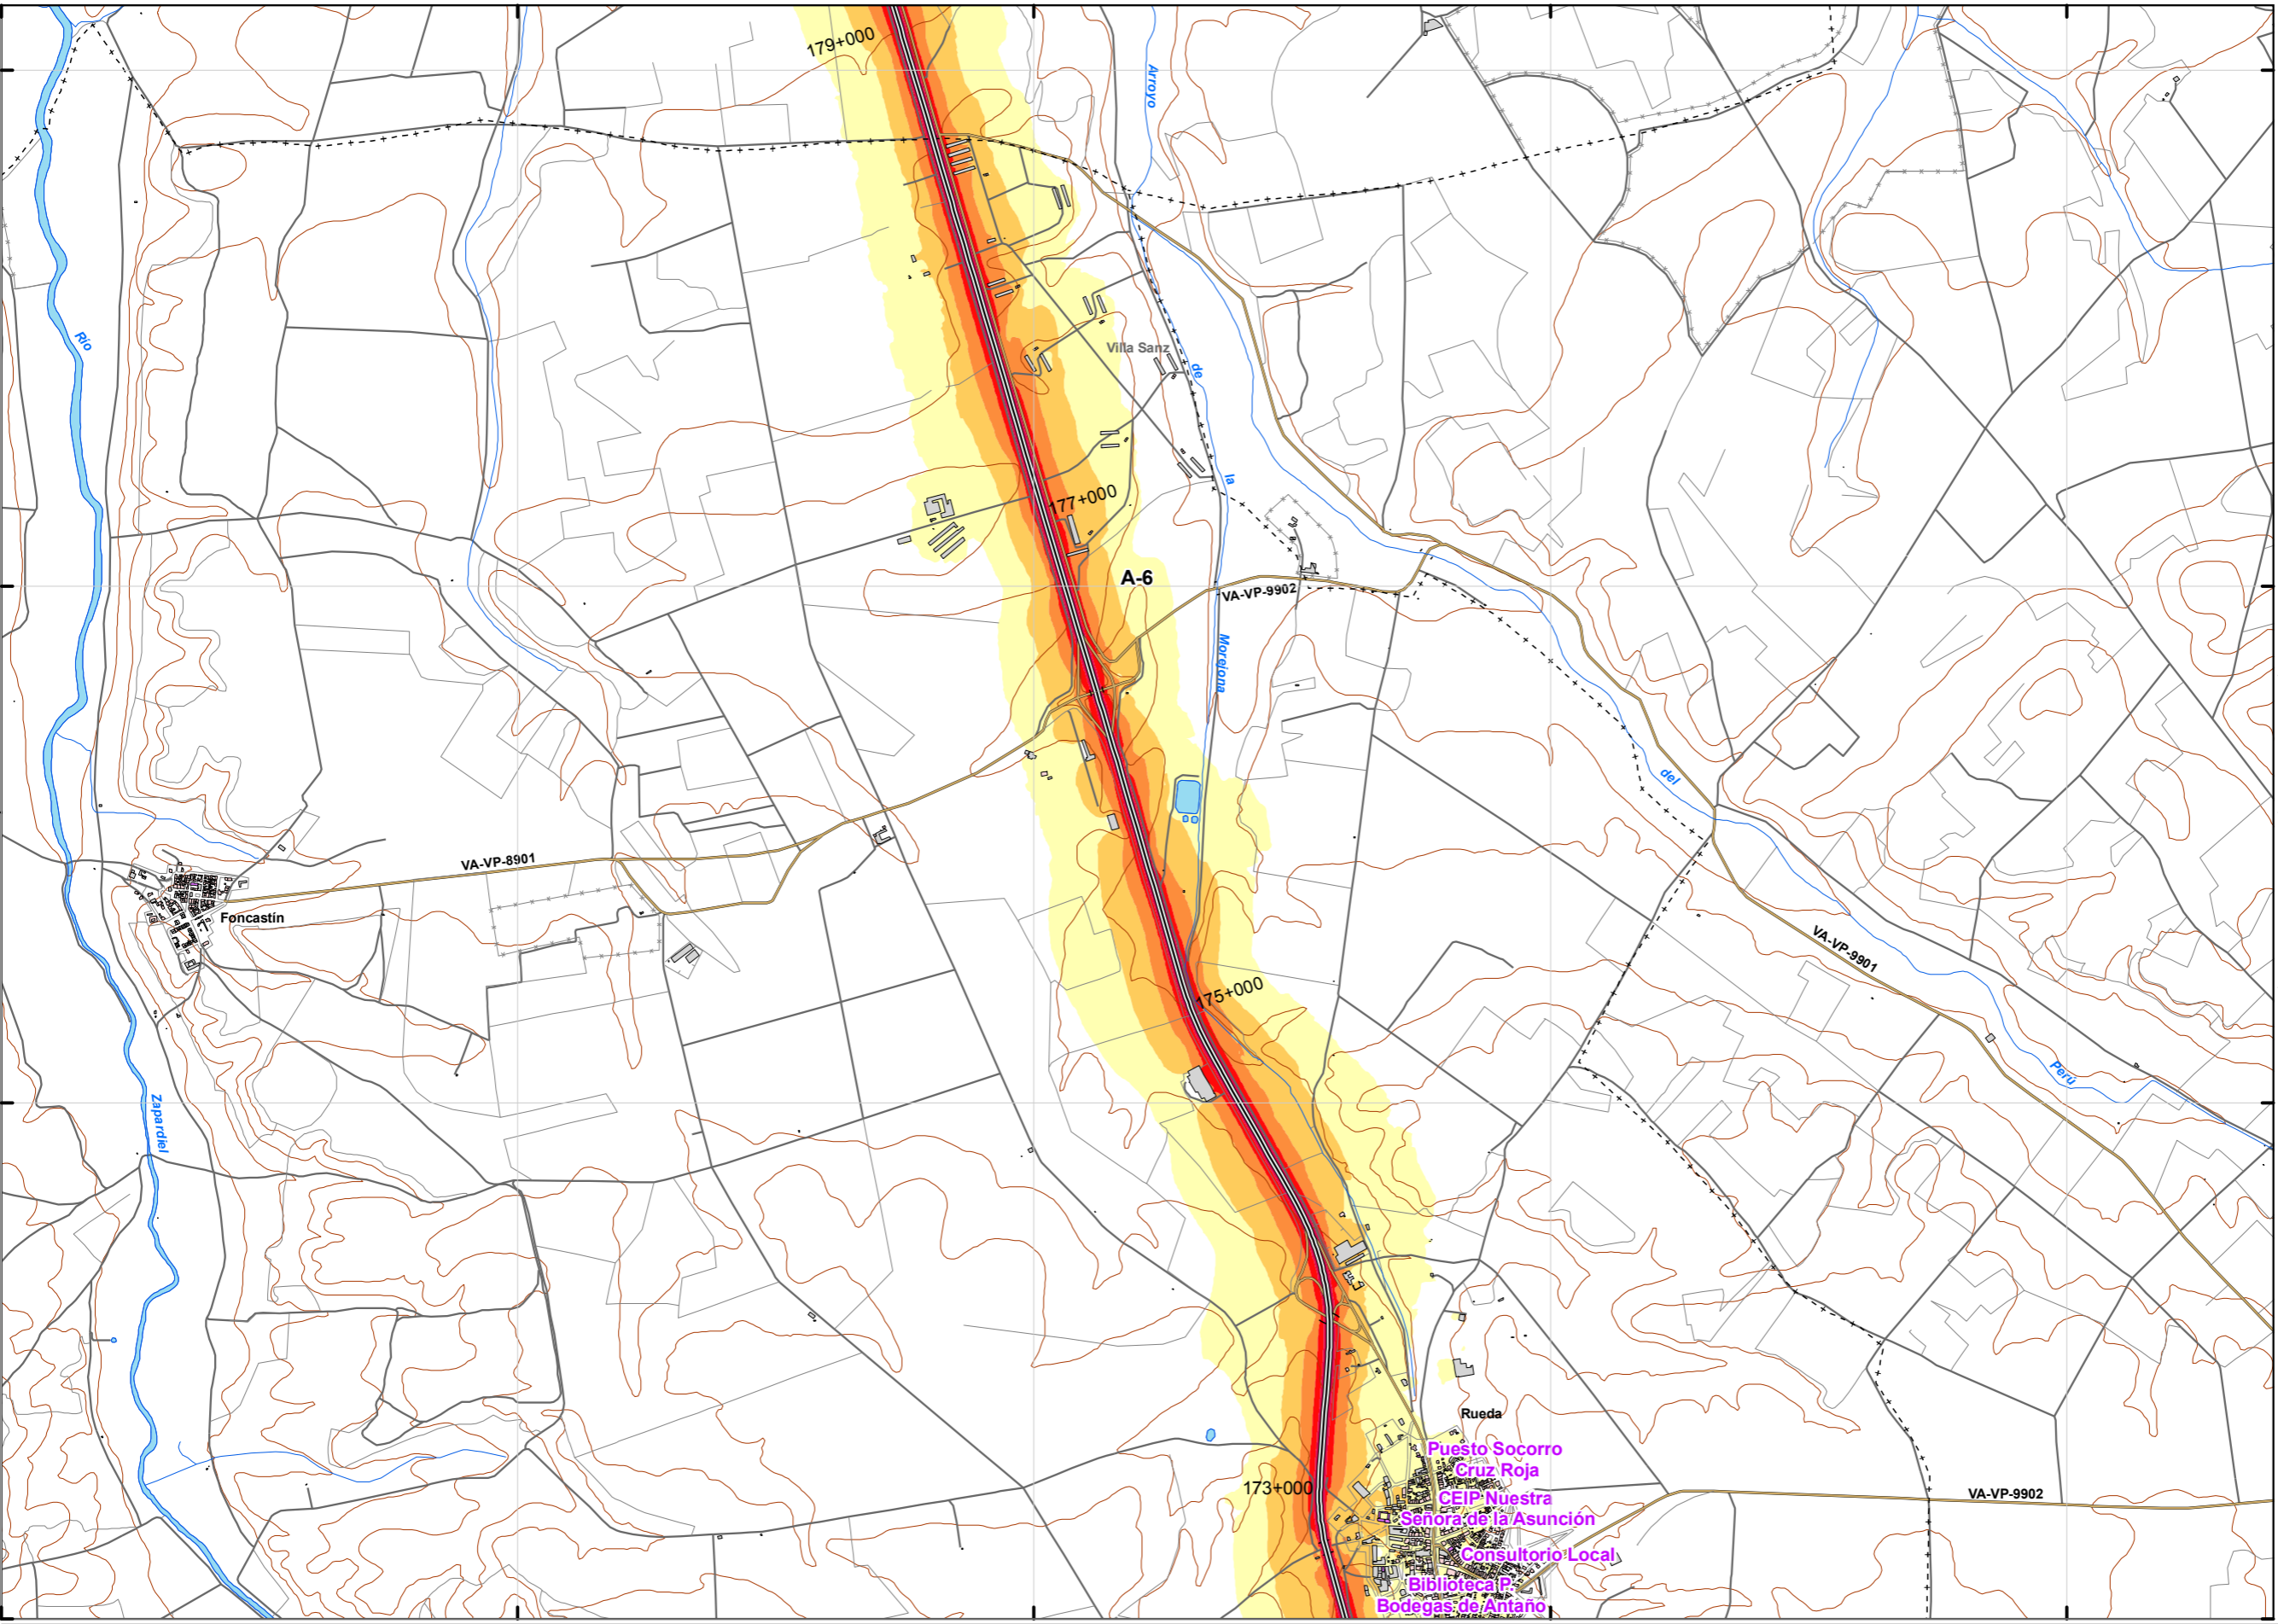 179+000
Arroyo
Río
Villa Sanz
de
la
177+000
A-6
VA-VP-9902
Morejona
del
VA-VP-8901
Foncastín
VA-VP-9901
175+000
Perú
Zapardiel
Rueda
Puesto Socorro
Cruz Roja
173+000
CEIP Nuestra
Señora de la Asunción
VA-VP-9902
Consultorio Local
Biblioteca P.
Bodegas de Antaño